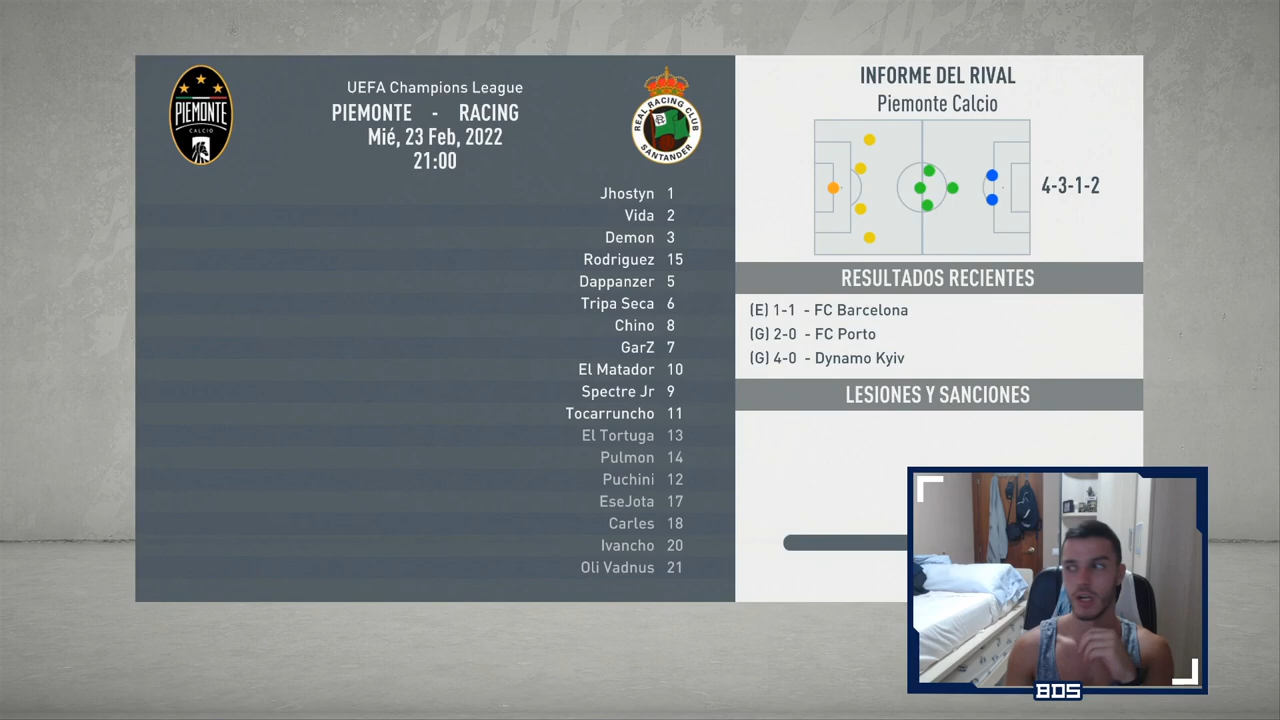 PIEMONTE
CALCIO
UEFA Champions League
PIEMONTE - RACING
Mié, 23 Feb, 2022
21:00
REAL RACING CLUB
SANTANDER
Jhostyn 1
Vida 2
Demon 3
Rodriguez 15
Dappanzer 5
Tripa Seca 6
Chino 8
GarZ 7
El Matador 10
Spectre Jr 9
Tocarruncho 11
El Tortuga 13
Pulmon 14
Puchini 12
EseJota 17
Carles 18
Ivancho 20
Oli Vadnus 21
INFORME DEL RIVAL
Piemonte Calcio
4-3-1-2
RESULTADOS RECIENTES
(E) 1-1 - FC Barcelona
(G) 2-0 - FC Porto
(G) 4-0 - Dynamo Kyiv
LESIONES Y SANCIONES
BDS